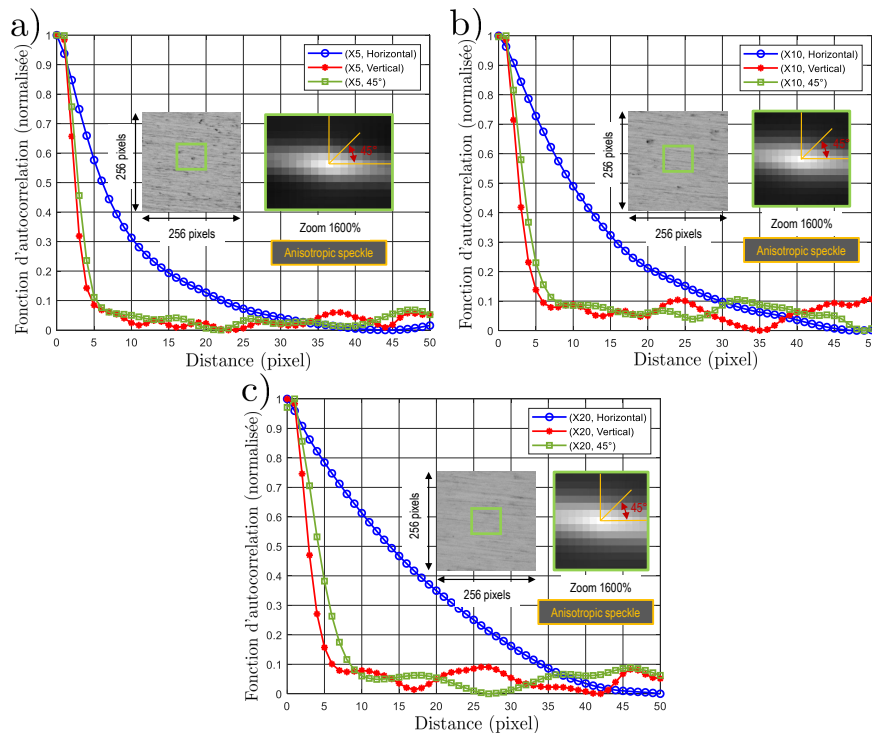 a)
Fonction d'autocorrelation (normalisée)
1
0.9
0.8
0.7
0.6
0.5
0.4
0.3
0.2
0.1
0
(X5, Horizontal)
(X5, Vertical)
(X5, 45°)
256 pixels
256 pixels
45°
Zoom 1600%
Anisotropic speckle
0 5 10 15 20 25 30 35 40 45 50
Distance (pixel)
b)
Fonction d'autocorrelation (normalisée)
1
0.9
0.8
0.7
0.6
0.5
0.4
0.3
0.2
0.1
0
(X10, Horizontal)
(X10, Vertical)
(X10, 45°)
256 pixels
256 pixels
45°
Zoom 1600%
Anisotropic speckle
0 5 10 15 20 25 30 35 40 45 50
Distance (pixel)
c)
Fonction d'autocorrelation (normalisée)
1
0.9
0.8
0.7
0.6
0.5
0.4
0.3
0.2
0.1
0
(X20, Horizontal)
(X20, Vertical)
(X20, 45°)
256 pixels
256 pixels
45°
Zoom 1600%
Anisotropic speckle
0 5 10 15 20 25 30 35 40 45 50
Distance (pixel)